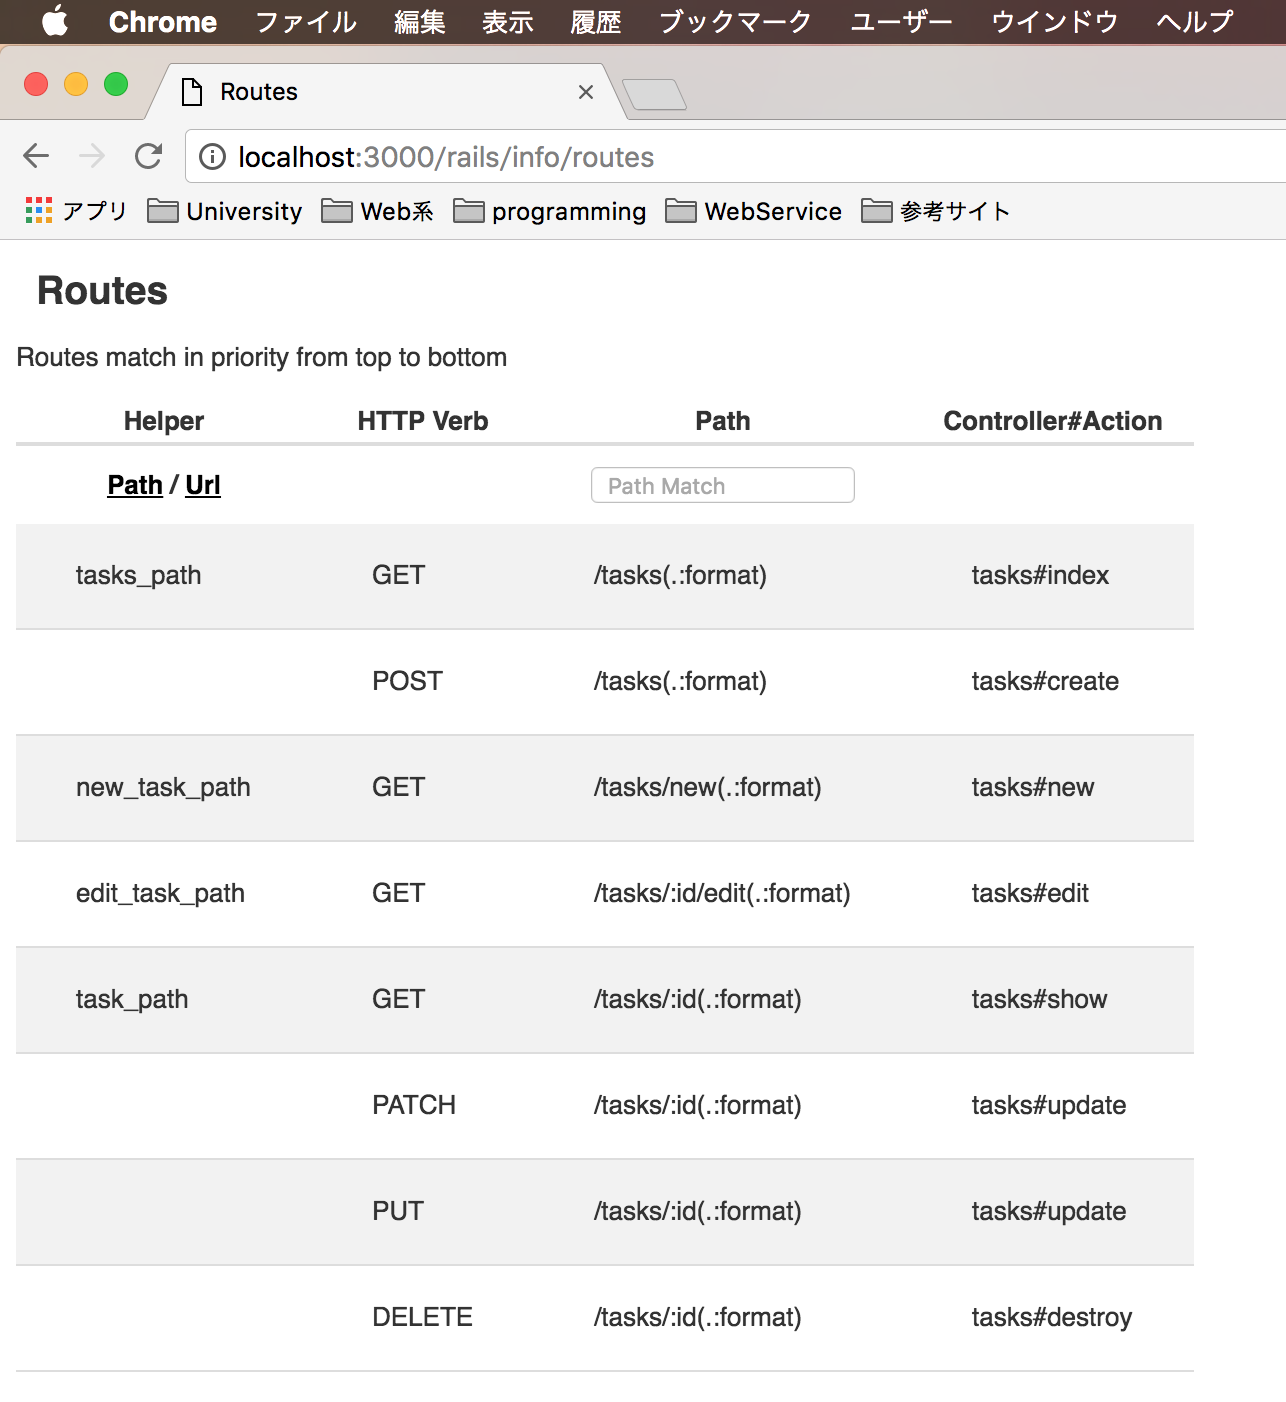 Chrome ファイル 編集 表示 履歴 ブックマーク ユーザー ウインドウ ヘルプ
Routes
localhost:3000/rails/info/routes
アプリ University Web系 programming WebService 参考サイト
Routes
Routes match in priority from top to bottom
Helper HTTP Verb Path Controller#Action
Path / Url Path Match
tasks_path GET /tasks(.:format) tasks#index
POST /tasks(.:format) tasks#create
new_task_path GET /tasks/new(.:format) tasks#new
edit_task_path GET /tasks/:id/edit(.:format) tasks#edit
task_path GET /tasks/:id(.:format) tasks#show
PATCH /tasks/:id(.:format) tasks#update
PUT /tasks/:id(.:format) tasks#update
DELETE /tasks/:id(.:format) tasks#destroy